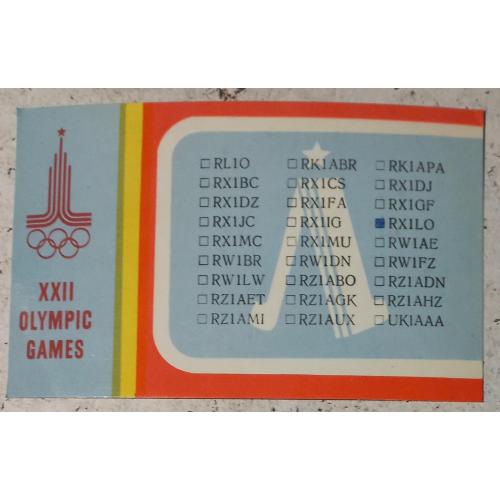 XXII
OLYMPIC
GAMES
RL1O RK1ABR RK1APA
RX1BC RX1CS RX1DJ
RX1DZ RX1FA RX1GF
RX1JC RX1IG RX1LO
RX1MC RX1MU RW1AE
RW1BR RW1DN RW1FZ
RW1LW RZ1ABO RZ1ADN
RZ1AET RZ1AGK RZ1AHZ
RZ1AMI RZ1AUX UK1AAA